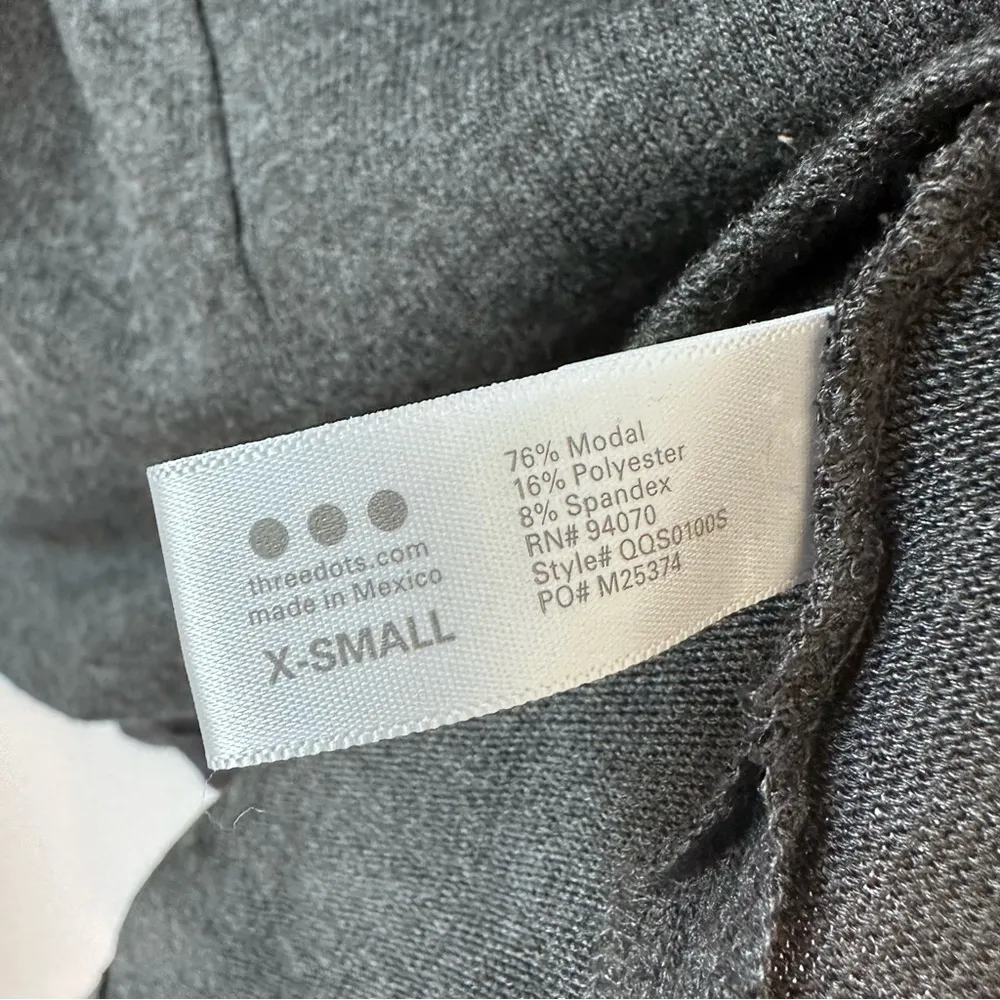 threedots.com
made in Mexico
X-SMALL
76% Modal
16% Polyester
8% Spandex
RN# 94070
Style# QQS0100S
PO# M25374